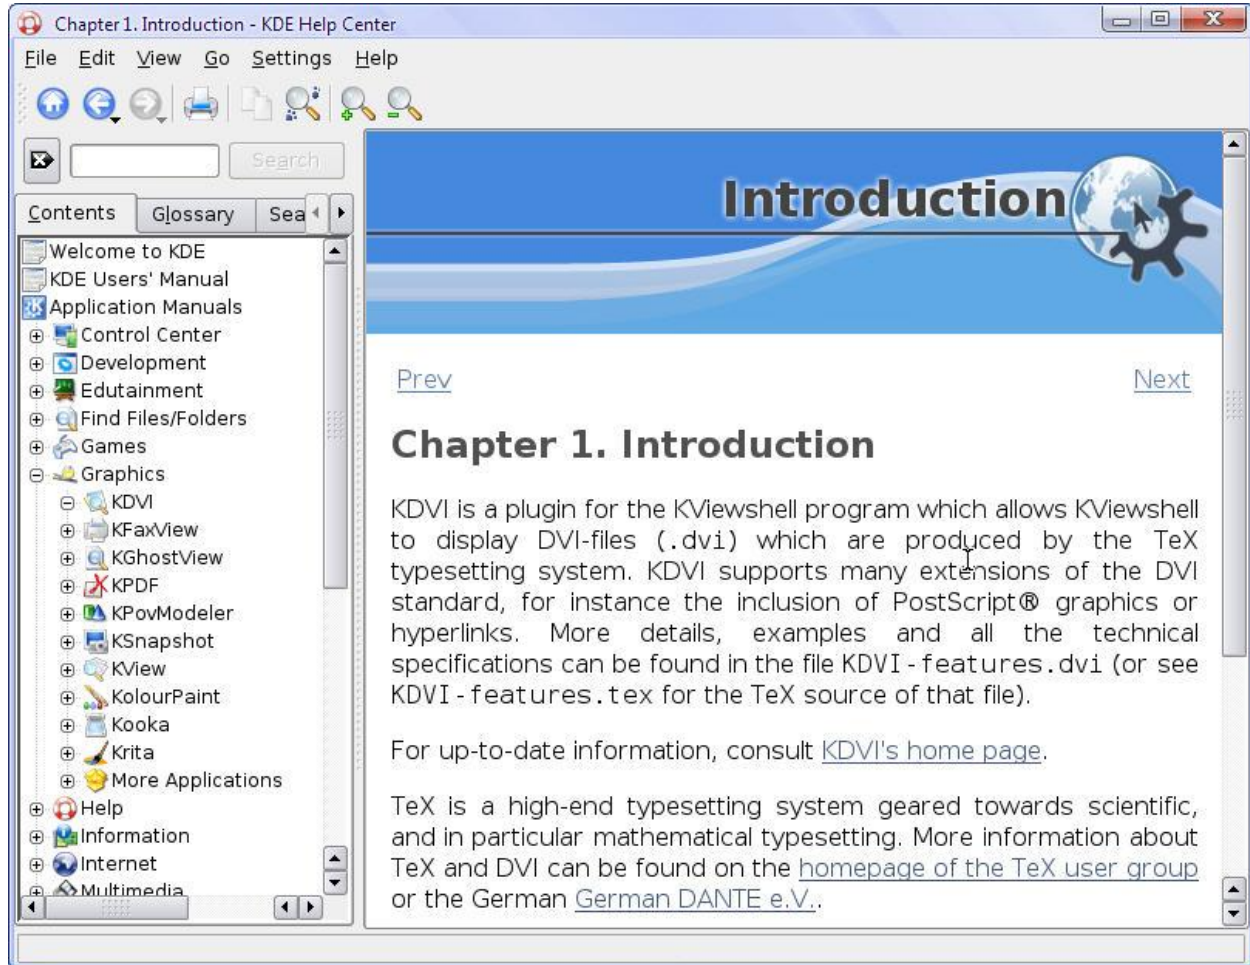 Chapter 1. Introduction - KDE Help Center
File Edit View Go Settings Help
Search
Contents Glossary Sea
Welcome to KDE
KDE Users' Manual
Application Manuals
Control Center
Development
Edutainment
Find Files/Folders
Games
Graphics
KDVI
KFaxView
KGhostView
KPDF
KPovModeler
KSnapshot
KView
KolourPaint
Kooka
Krita
More Applications
Help
Information
Internet
Multimedia
Introduction
Prev Next
Chapter 1. Introduction
KDVI is a plugin for the KViewshell program which allows KViewshell
to display DVI-files (.dvi) which are produced by the TeX
typesetting system. KDVI supports many extensions of the DVI
standard, for instance the inclusion of PostScript® graphics or
hyperlinks. More details, examples and all the technical
specifications can be found in the file KDVI-features.dvi (or see
KDVI-features.tex for the TeX source of that file).
For up-to-date information, consult KDVI's home page.
TeX is a high-end typesetting system geared towards scientific,
and in particular mathematical typesetting. More information about
TeX and DVI can be found on the homepage of the TeX user group
or the German German DANTE e.V..